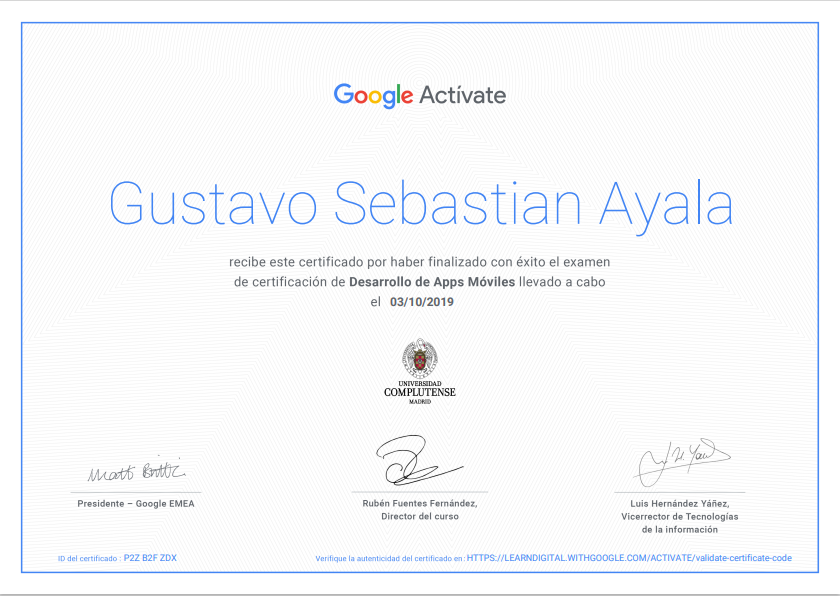 Google Actívate
Gustavo Sebastian Ayala
recibe este certificado por haber finalizado con éxito el examen
de certificación de Desarrollo de Apps Móviles llevado a cabo
el 03/10/2019
UNIVERSIDAD
COMPLUTENSE
MADRID
Matt Brittin
Presidente – Google EMEA
Rubén Fuentes Fernández,
Director del curso
Luis Hernández Yáñez,
Vicerrector de Tecnologías
de la información
ID del certificado : P2Z B2F ZDX
Verifique la autenticidad del certificado en: HTTPS://LEARNDIGITAL.WITHGOOGLE.COM/ACTIVATE/validate-certificate-code